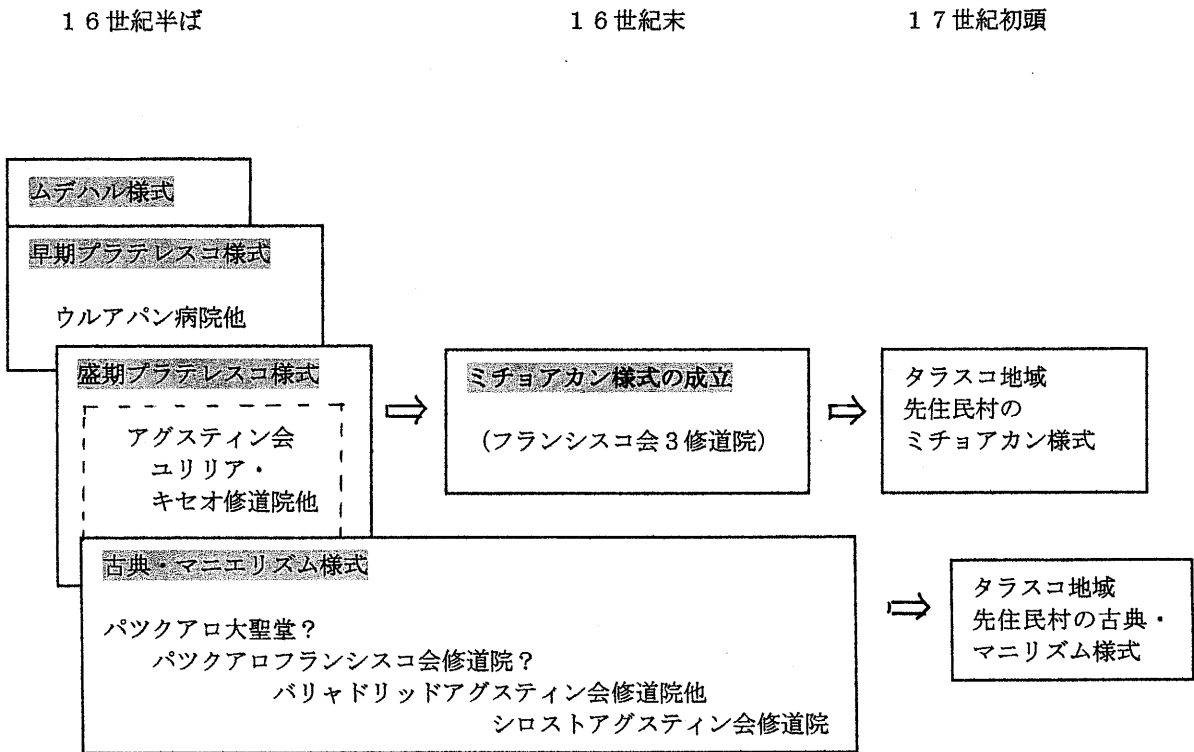 １６世紀半ば
１６世紀末
１７世紀初頭
ムデハル様式
早期プラテレスコ様式
ウルアパン病院他
盛期プラテレスコ様式
アグスティン会
ユリリア・
キセオ修道院他
⇨
ミチョアカン様式の成立
（フランシスコ会３修道院）
⇨
タラスコ地域
先住民村の
ミチョアカン様式
古典・マニエリズム様式
パツクアロ大聖堂？
パツクアロフランシスコ会修道院？
バリャドリッドアグスティン会修道院他
シロストアグスティン会修道院
⇨
タラスコ地域
先住民村の古典・
マニリズム様式